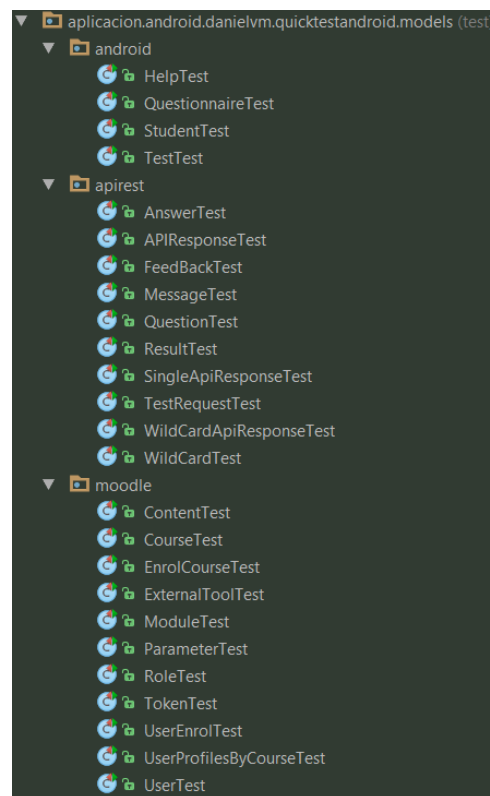 aplicacion.android.danielvm.quicktestandroid.models (test
android
HelpTest
QuestionnaireTest
StudentTest
TestTest
apirest
AnswerTest
APIResponseTest
FeedBackTest
MessageTest
QuestionTest
ResultTest
SingleApiResponseTest
TestRequestTest
WildCardApiResponseTest
WildCardTest
moodle
ContentTest
CourseTest
EnrolCourseTest
ExternalToolTest
ModuleTest
ParameterTest
RoleTest
TokenTest
UserEnrolTest
UserProfilesByCourseTest
UserTest